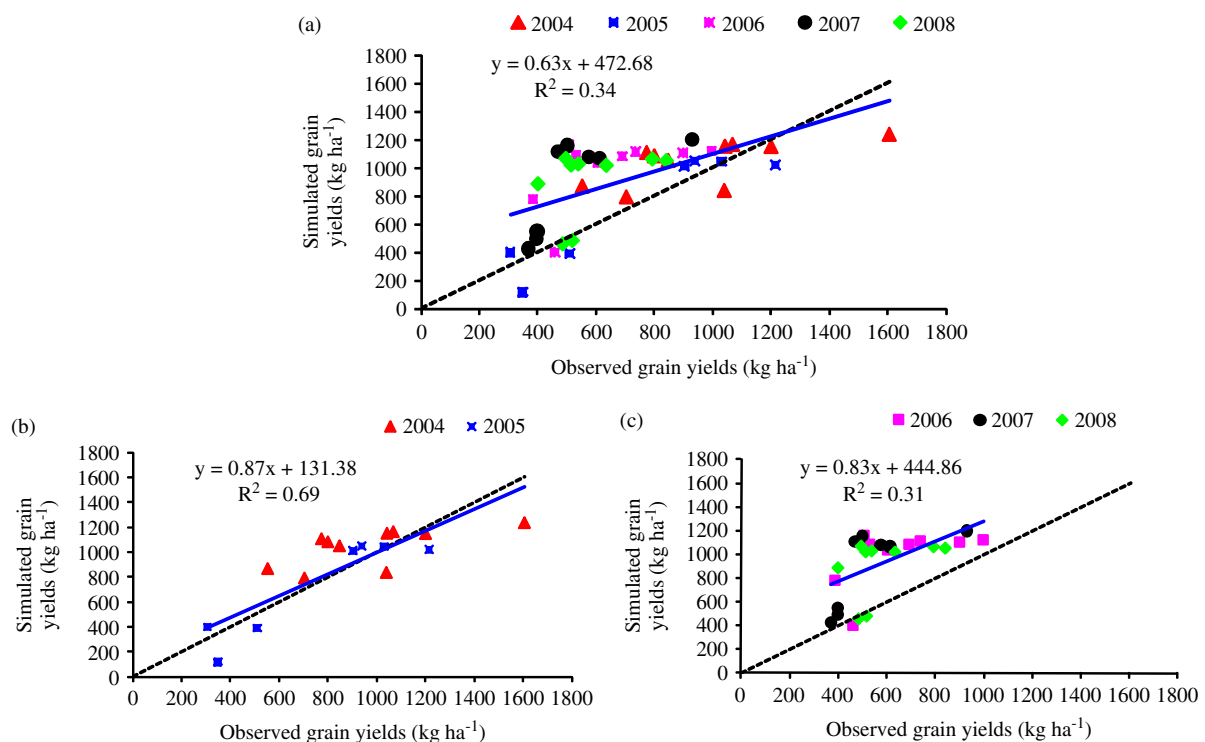 (a)
2004 2005 2006 2007 2008
y = 0.63x + 472.68
R² = 0.34
Simulated grain
yields (kg ha⁻¹)
1800
1600
1400
1200
1000
800
600
400
200
0
0 200 400 600 800 1000 1200 1400 1600 1800
Observed grain yields (kg ha⁻¹)
(b)
2004 2005
y = 0.87x + 131.38
R² = 0.69
Simulated grain
yields (kg ha⁻¹)
1800
1600
1400
1200
1000
800
600
400
200
0
0 200 400 600 800 1000 1200 1400 1600 1800
Observed grain yields (kg ha⁻¹)
(c)
2006 2007 2008
y = 0.83x + 444.86
R² = 0.31
Simulated grain
yields (kg ha⁻¹)
1800
1600
1400
1200
1000
800
600
400
200
0
0 200 400 600 800 1000 1200 1400 1600 1800
Observed grain yields (kg ha⁻¹)